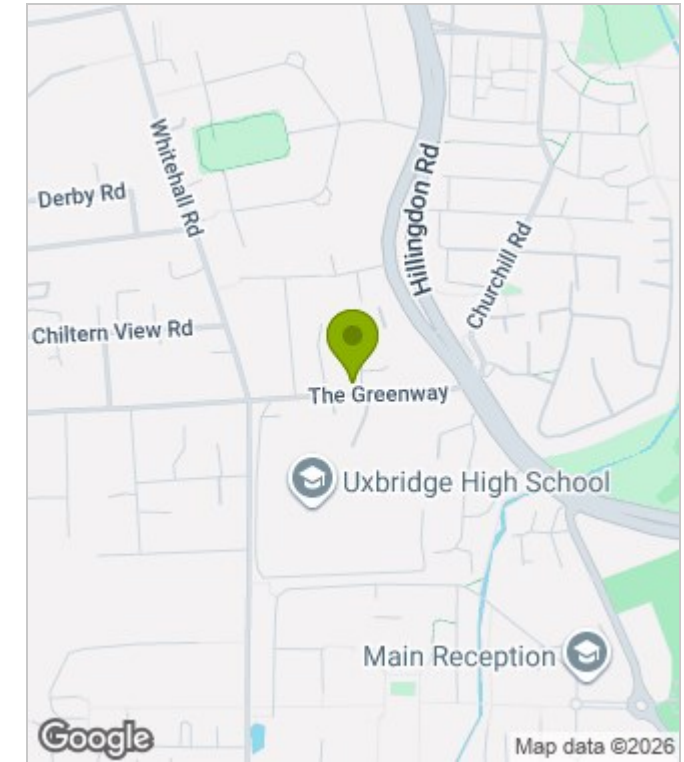 Whitehall Rd
Derby Rd
Hillingdon Rd
Churchill Rd
Chiltern View Rd
The Greenway
Uxbridge High School
Main Reception
Google
Map data ©2026